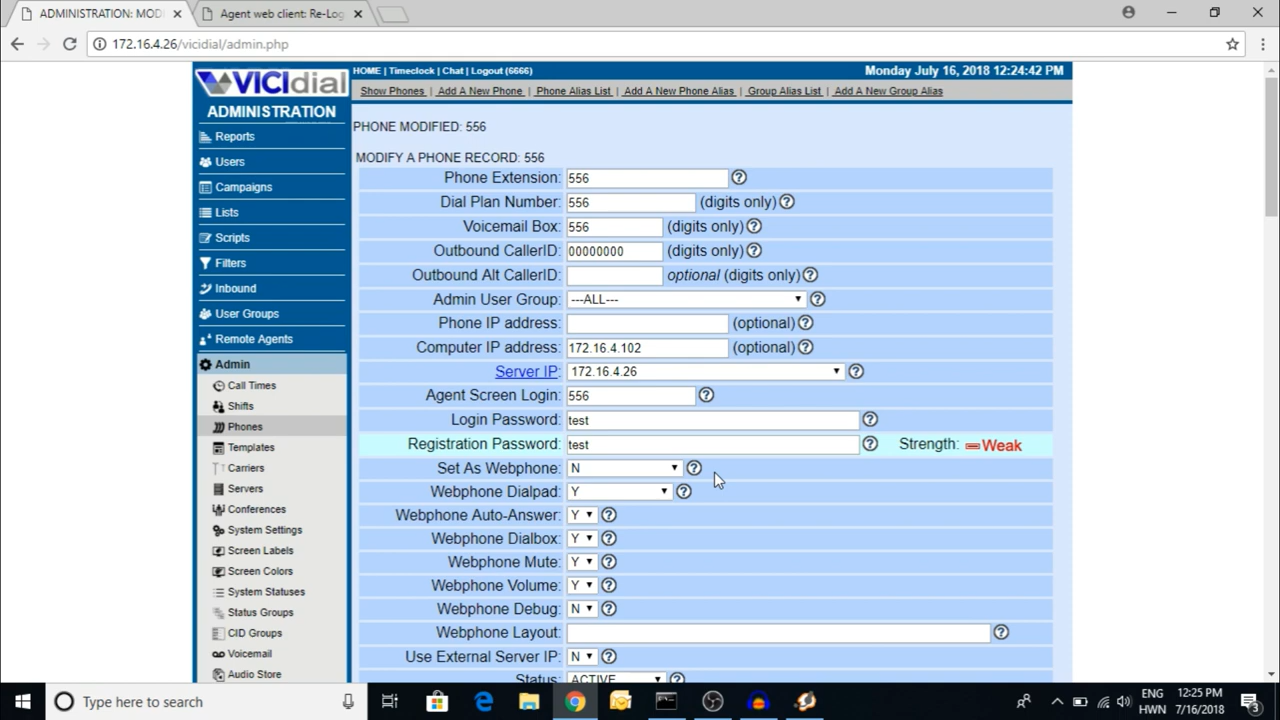 ADMINISTRATION: MODI
Agent web client: Re-Log
172.16.4.26/vicidial/admin.php
VICIdial
ADMINISTRATION
HOME | Timeclock | Chat | Logout (6666)
Monday July 16, 2018 12:24:42 PM
Show Phones | Add A New Phone | Phone Alias List | Add A New Phone Alias | Group Alias List | Add A New Group Alias
Reports
Users
Campaigns
Lists
Scripts
Filters
Inbound
User Groups
Remote Agents
Admin
Call Times
Shifts
Phones
Templates
Carriers
Servers
Conferences
System Settings
Screen Labels
Screen Colors
System Statuses
Status Groups
CID Groups
Voicemail
Audio Store
PHONE MODIFIED: 556
MODIFY A PHONE RECORD: 556
Phone Extension: 556
Dial Plan Number: 556 (digits only)
Voicemail Box: 556 (digits only)
Outbound CallerID: 00000000 (digits only)
Outbound Alt CallerID: optional (digits only)
Admin User Group: ---ALL---
Phone IP address: (optional)
Computer IP address: 172.16.4.102 (optional)
Server IP: 172.16.4.26
Agent Screen Login: 556
Login Password: test
Registration Password: test Strength: Weak
Set As Webphone: N
Webphone Dialpad: Y
Webphone Auto-Answer: Y
Webphone Dialbox: Y
Webphone Mute: Y
Webphone Volume: Y
Webphone Debug: N
Webphone Layout:
Use External Server IP: N
Status: ACTIVE
Type here to search
ENG
HWN
12:25 PM
7/16/2018
3